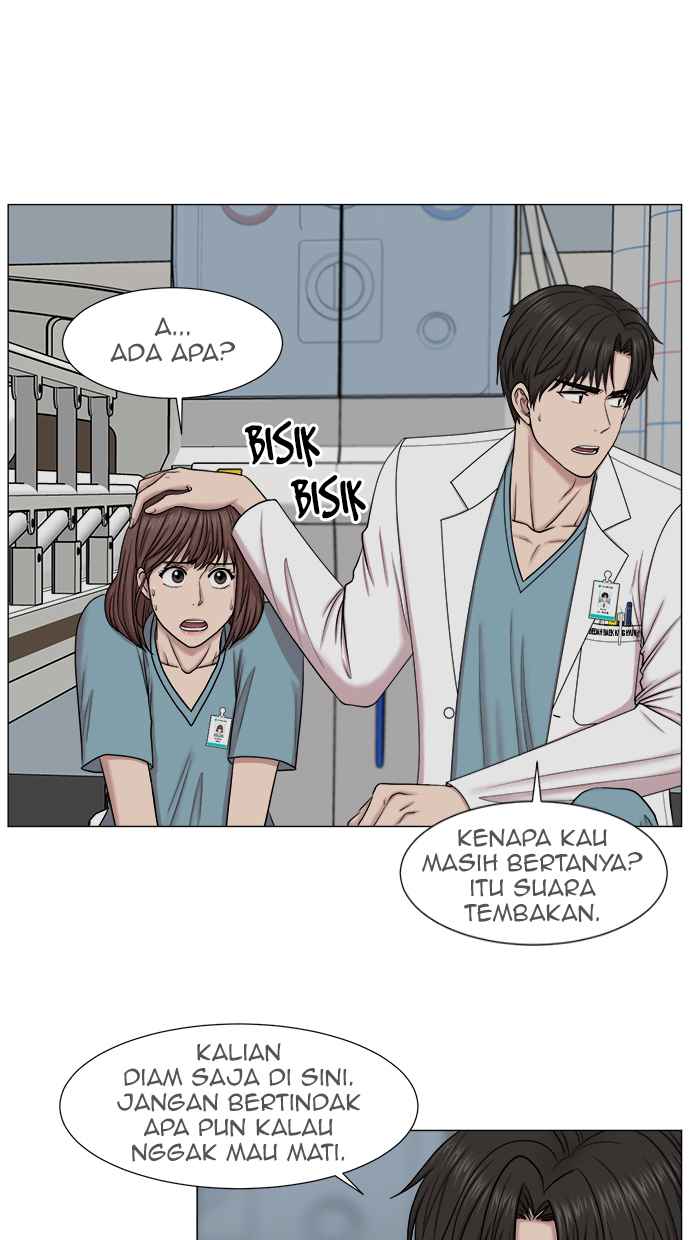 A...
ADA APA?
BISIK
BISIK
KENAPA KAU
MASIH BERTANYA?
ITU SUARA
TEMBAKAN.
KALIAN
DIAM SAJA DI SINI.
JANGAN BERTINDAK
APA PUN KALAU
NGGAK MAU MATI.